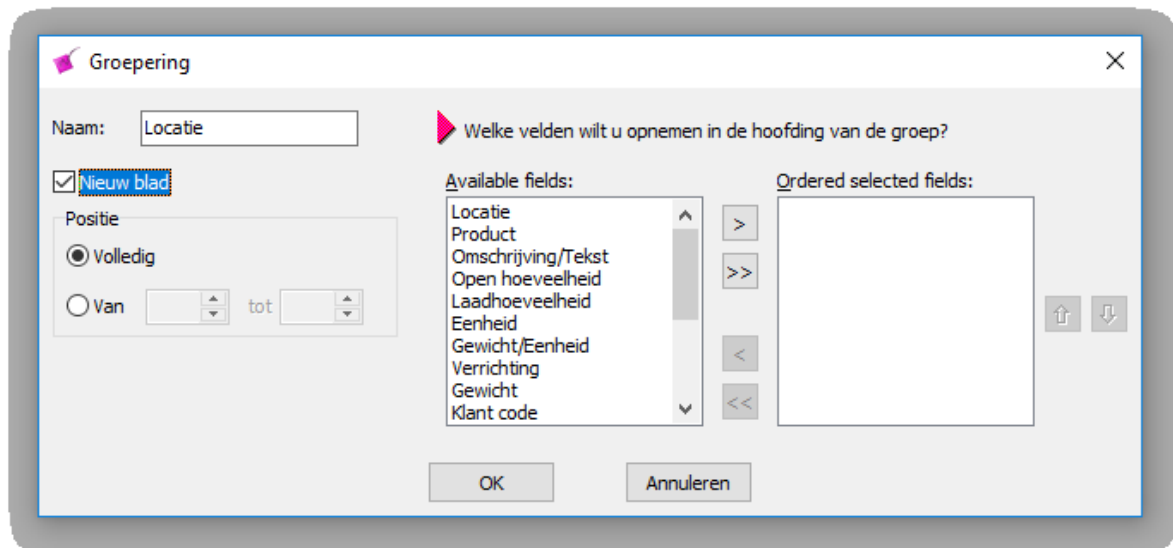 Groepering
Naam: Locatie
Welke velden wilt u opnemen in de hoofding van de groep?
Nieuw blad
Positie
Volledig
Van tot
Available fields:
Locatie
Product
Omschrijving/Tekst
Open hoeveelheid
Laadhoeveelheid
Eenheid
Gewicht/Eenheid
Verrichting
Gewicht
Klant code
>
>>
<
<<
Ordered selected fields:
OK Annuleren